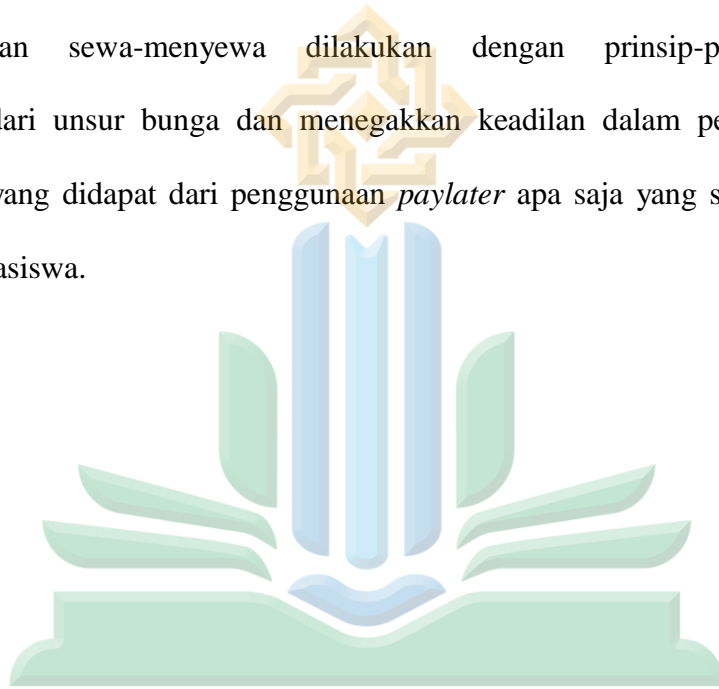 an sewa-menyewa dilakukan dengan prinsip-p
dari unsur bunga dan menegakkan keadilan dalam pe
yang didapat dari penggunaan paylater apa saja yang s
asiswa.